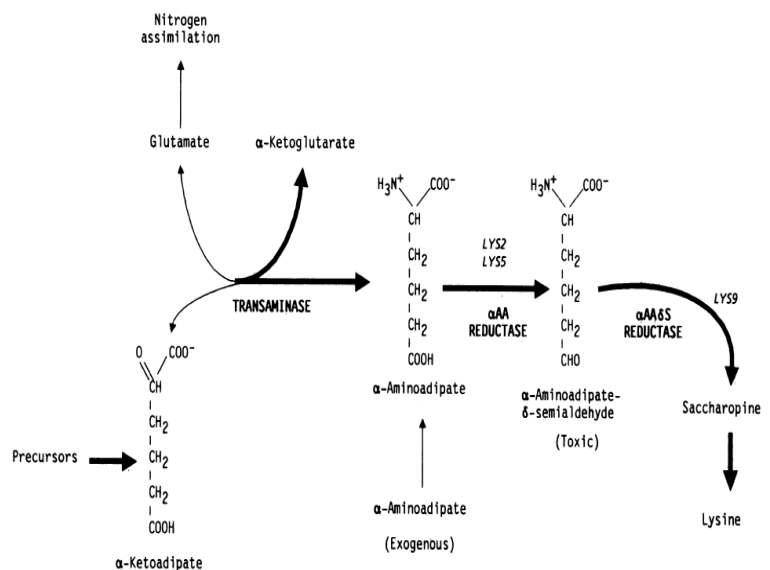 Nitrogen
assimilation
Glutamate
α-Ketoglutarate
TRANSAMINASE
O COO⁻
CH
CH₂
CH₂
CH₂
COOH
α-Ketoadipate
Precursors
H₃N⁺ COO⁻
CH
CH₂
CH₂
CH₂
COOH
α-Aminoadipate
α-Aminoadipate
(Exogenous)
LYS2
LYS5
αAA
REDUCTASE
H₃N⁺ COO⁻
CH
CH₂
CH₂
CH₂
CHO
α-Aminoadipate-
δ-semialdehyde
(Toxic)
LYS9
αAAδS
REDUCTASE
Saccharopine
Lysine